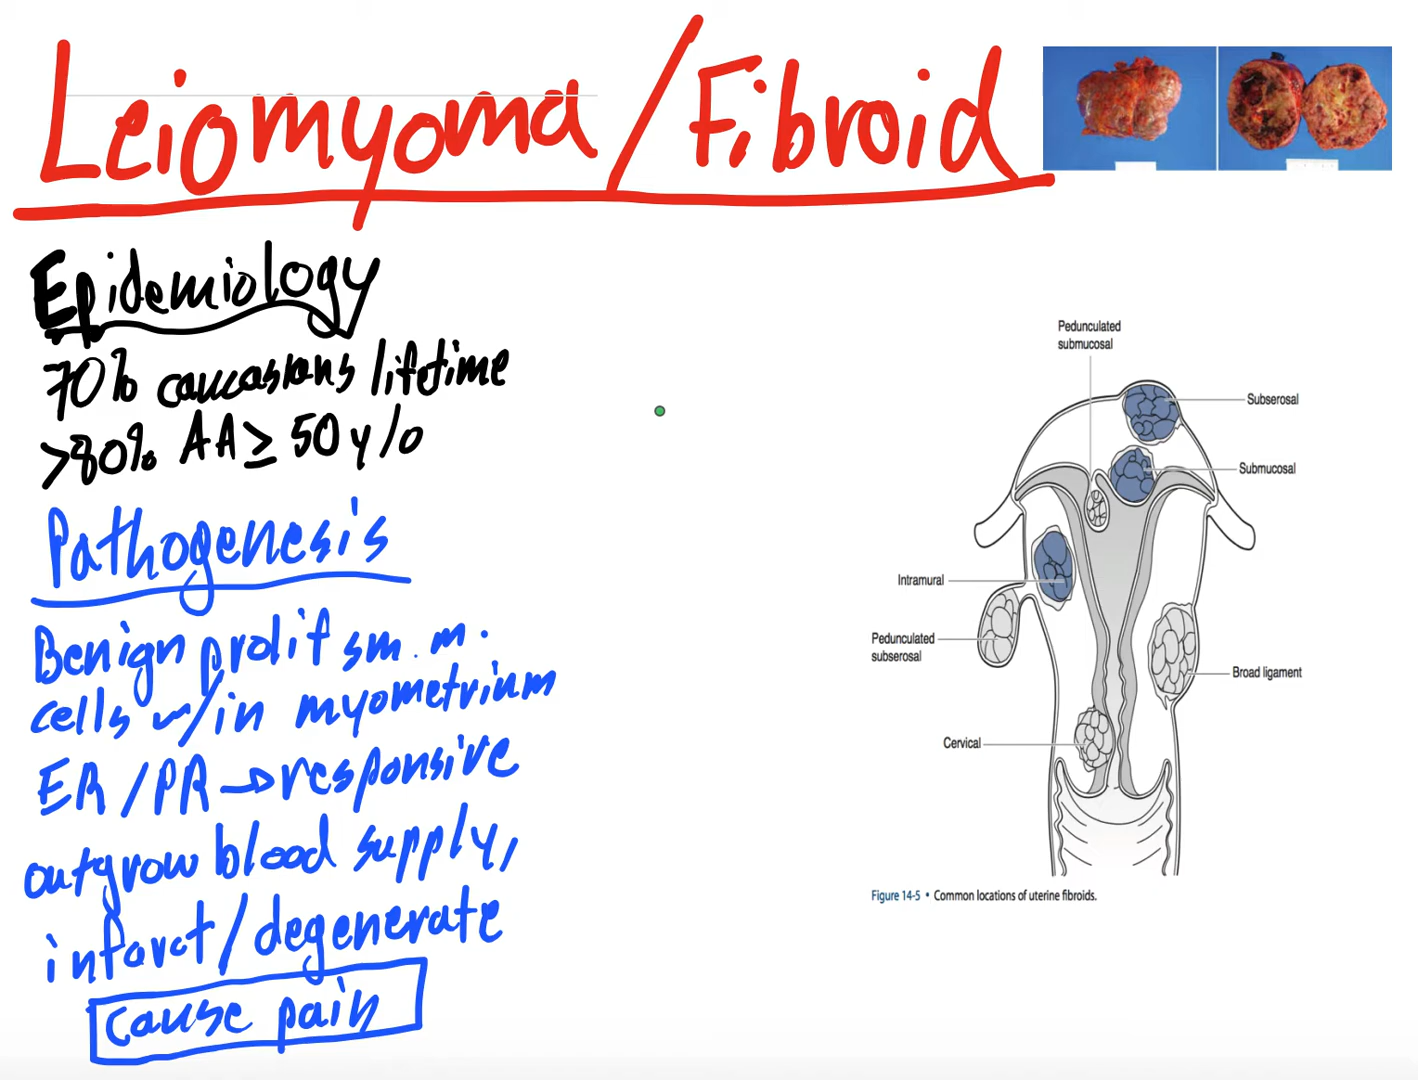 Leiomyoma/Fibroid
Epidemiology
70% caucasians lifetime
>80% AA ≥ 50 y/o
Pathogenesis
Benign prolif sm. m.
cells w/in myometrium
ER/PR → responsive
outgrow blood supply,
infarct/degenerate
cause pain
Pedunculated
submucosal
Subserosal
Submucosal
Intramural
Pedunculated
subserosal
Broad ligament
Cervical
Figure 14-5 • Common locations of uterine fibroids.